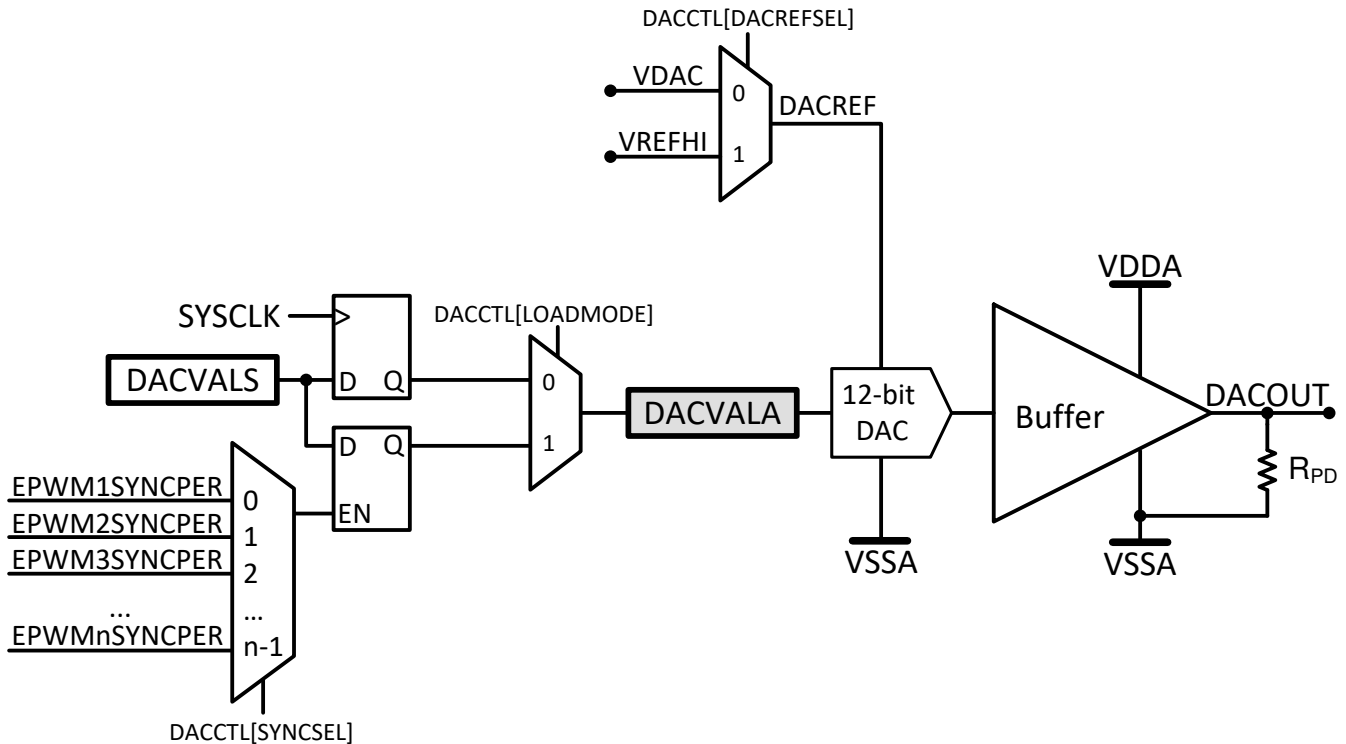 DACCTL[DACREFSEL]
VDAC
0
DACREF
VREFHI
1
VDDA
SYSCLK
>
DACCTL[LOADMODE]
DACVALS
D
Q
0
DACVALA
12-bit
DAC
Buffer
DACOUT
D
Q
1
RPD
EPWM1SYNCPER
0
EN
EPWM2SYNCPER
1
EPWM3SYNCPER
2
VSSA
VSSA
...
...
EPWMnSYNCPER
n-1
DACCTL[SYNCSEL]